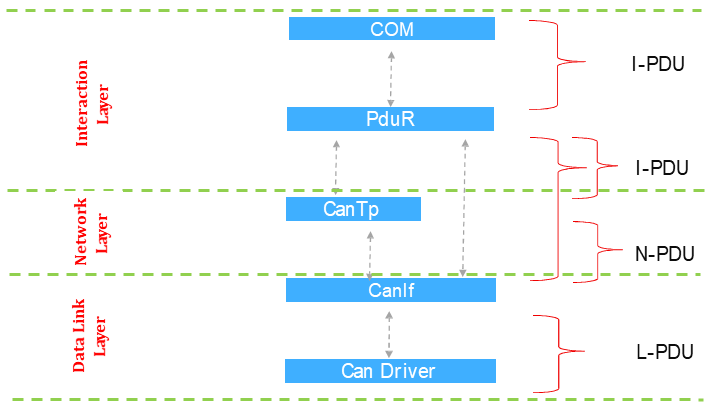 COM
I-PDU
Interaction
Layer
PduR
I-PDU
CanTp
Network
Layer
N-PDU
CanIf
Data Link
Layer
L-PDU
Can Driver